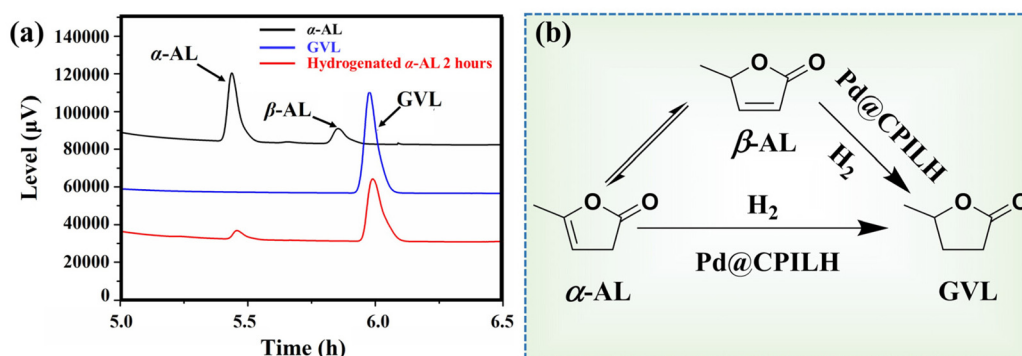 (a)
140000
120000
100000
80000
60000
40000
20000
0
Level (µV)
α-AL
GVL
Hydrogenated α-AL 2 hours
α-AL
β-AL
GVL
5.0 5.5 6.0 6.5
Time (h)
(b)
O O
β-AL
Pd@CPILH
H2
O O
α-AL
H2
Pd@CPILH
O O
GVL